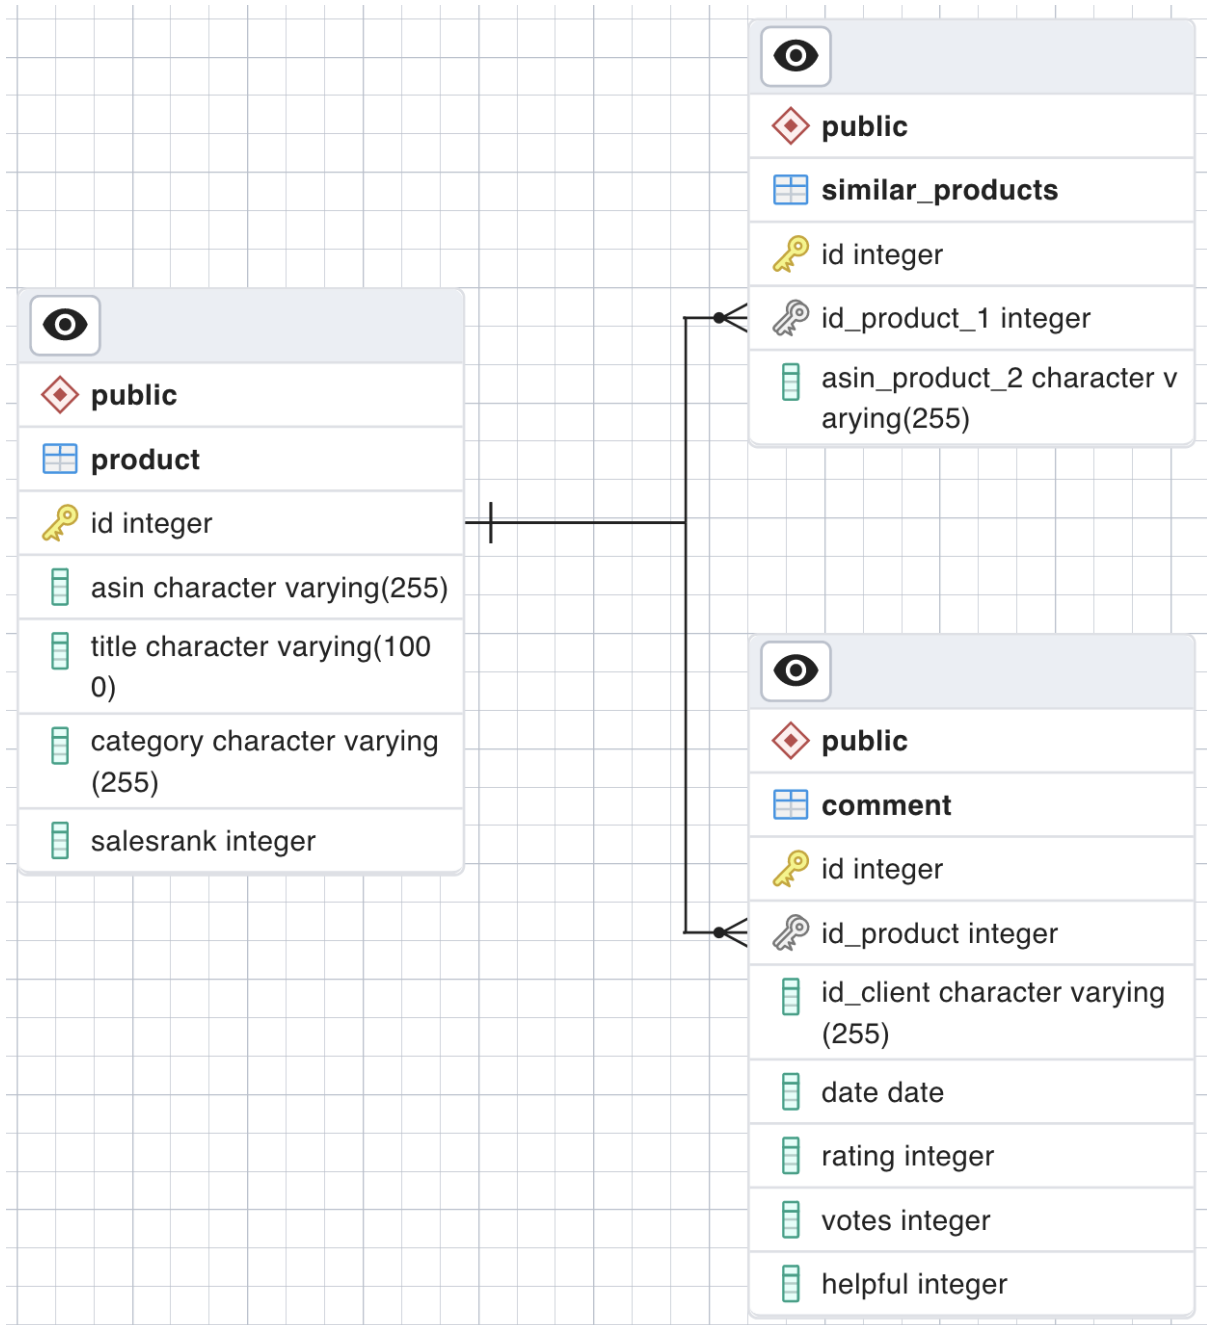 public
product
id integer
asin character varying(255)
title character varying(100
0)
category character varying
(255)
salesrank integer
public
similar_products
id integer
id_product_1 integer
asin_product_2 character v
arying(255)
public
comment
id integer
id_product integer
id_client character varying
(255)
date date
rating integer
votes integer
helpful integer